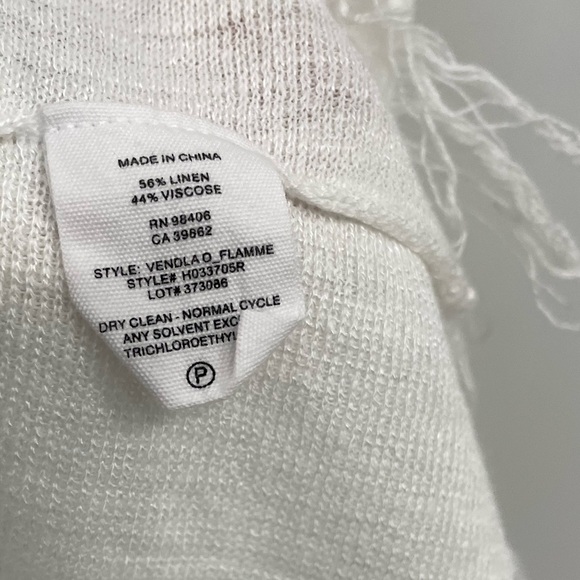 MADE IN CHINA
56% LINEN
44% VISCOSE
RN 98406
CA 39862
STYLE: VENDLA O_FLAMME
STYLE# H033705R
LOT# 373066
DRY CLEAN - NORMAL CYCLE
ANY SOLVENT EXC
TRICHLOROETHYL
P